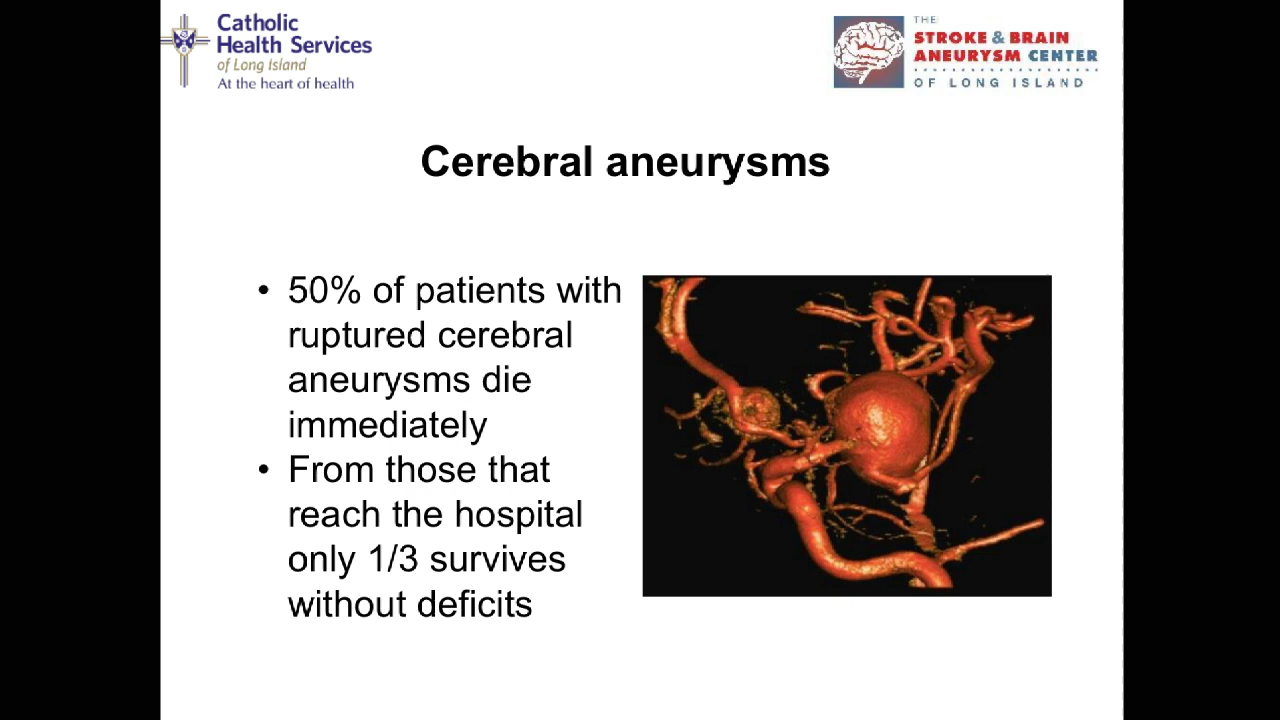 Catholic
Health Services
of Long Island
At the heart of health
THE
STROKE & BRAIN
ANEURYSM CENTER
OF LONG ISLAND
Cerebral aneurysms
• 50% of patients with
ruptured cerebral
aneurysms die
immediately
• From those that
reach the hospital
only 1/3 survives
without deficits